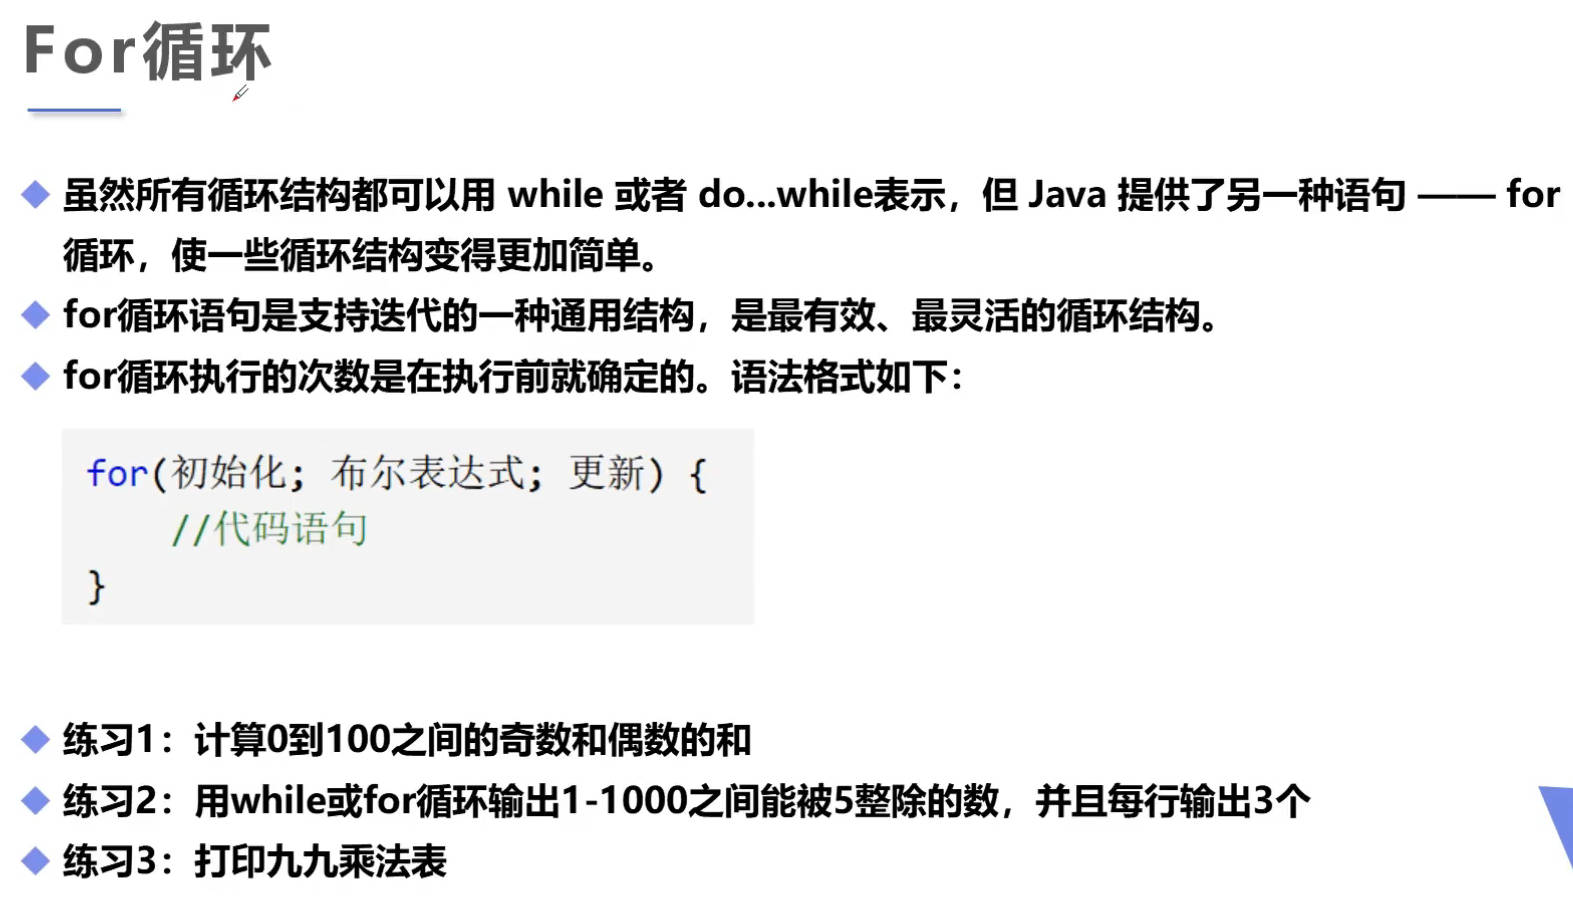 For循环
虽然所有循环结构都可以用 while 或者 do...while表示，但 Java 提供了另一种语句 —— for
循环，使一些循环结构变得更加简单。
for循环语句是支持迭代的一种通用结构，是最有效、最灵活的循环结构。
for循环执行的次数是在执行前就确定的。语法格式如下：
for(初始化; 布尔表达式; 更新) {
    //代码语句
}
练习1：计算0到100之间的奇数和偶数的和
练习2：用while或for循环输出1-1000之间能被5整除的数，并且每行输出3个
练习3：打印九九乘法表